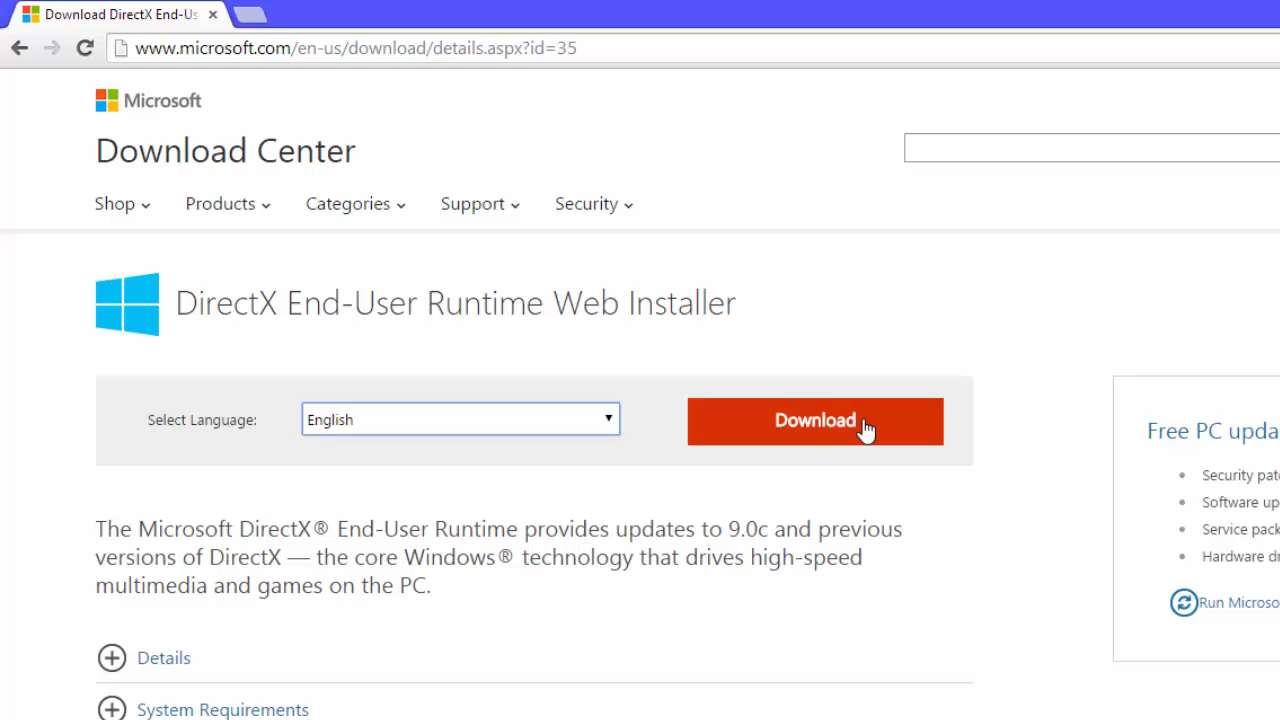 Download DirectX End-Us
www.microsoft.com/en-us/download/details.aspx?id=35
Microsoft
Download Center
Shop Products Categories Support Security
DirectX End-User Runtime Web Installer
Select Language: English Download
Free PC upda
Security pat
Software up
Service pack
Hardware dr
Run Microso
The Microsoft DirectX® End-User Runtime provides updates to 9.0c and previous
versions of DirectX — the core Windows® technology that drives high-speed
multimedia and games on the PC.
Details
System Requirements